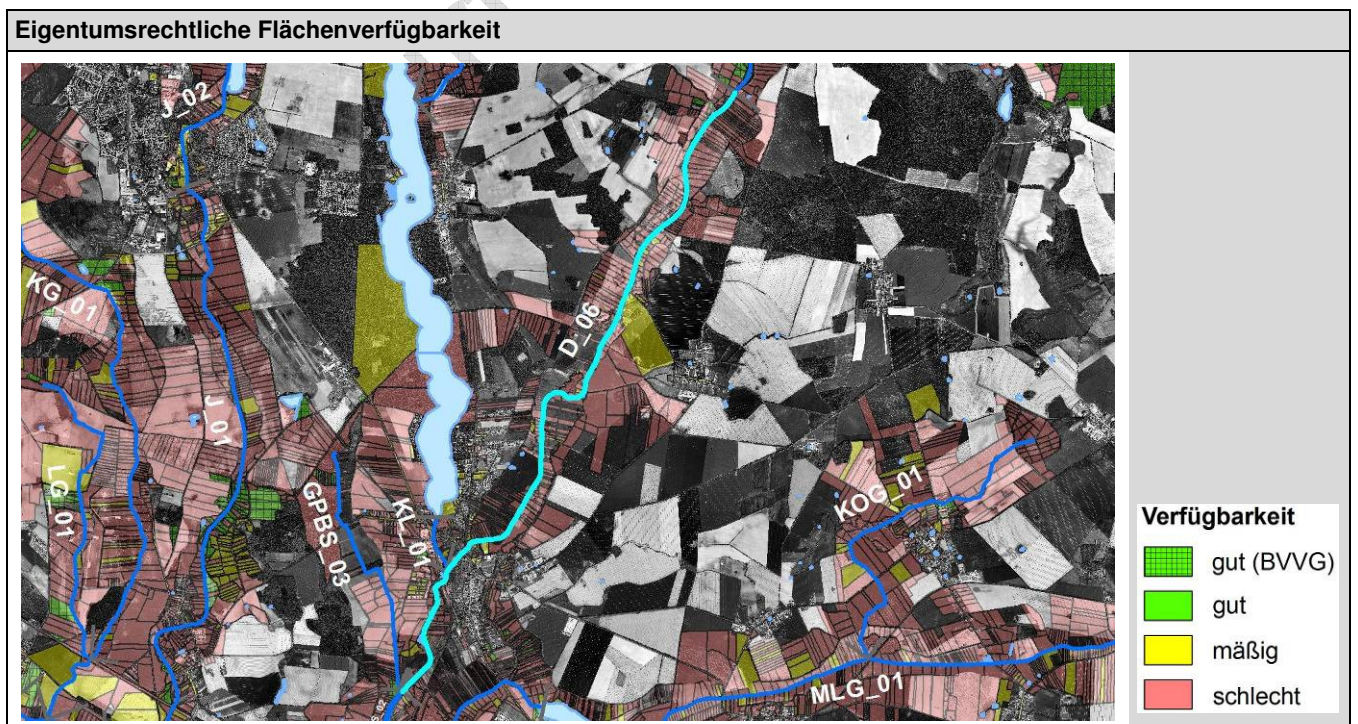 Eigentumsrechtliche Flächenverfügbarkeit
J_02
KG_01
D_06
J_01
LG_01
GPBS_03
KL_01
KOG_01
MLG_01
Verfügbarkeit
gut (BVVG)
gut
mäßig
schlecht